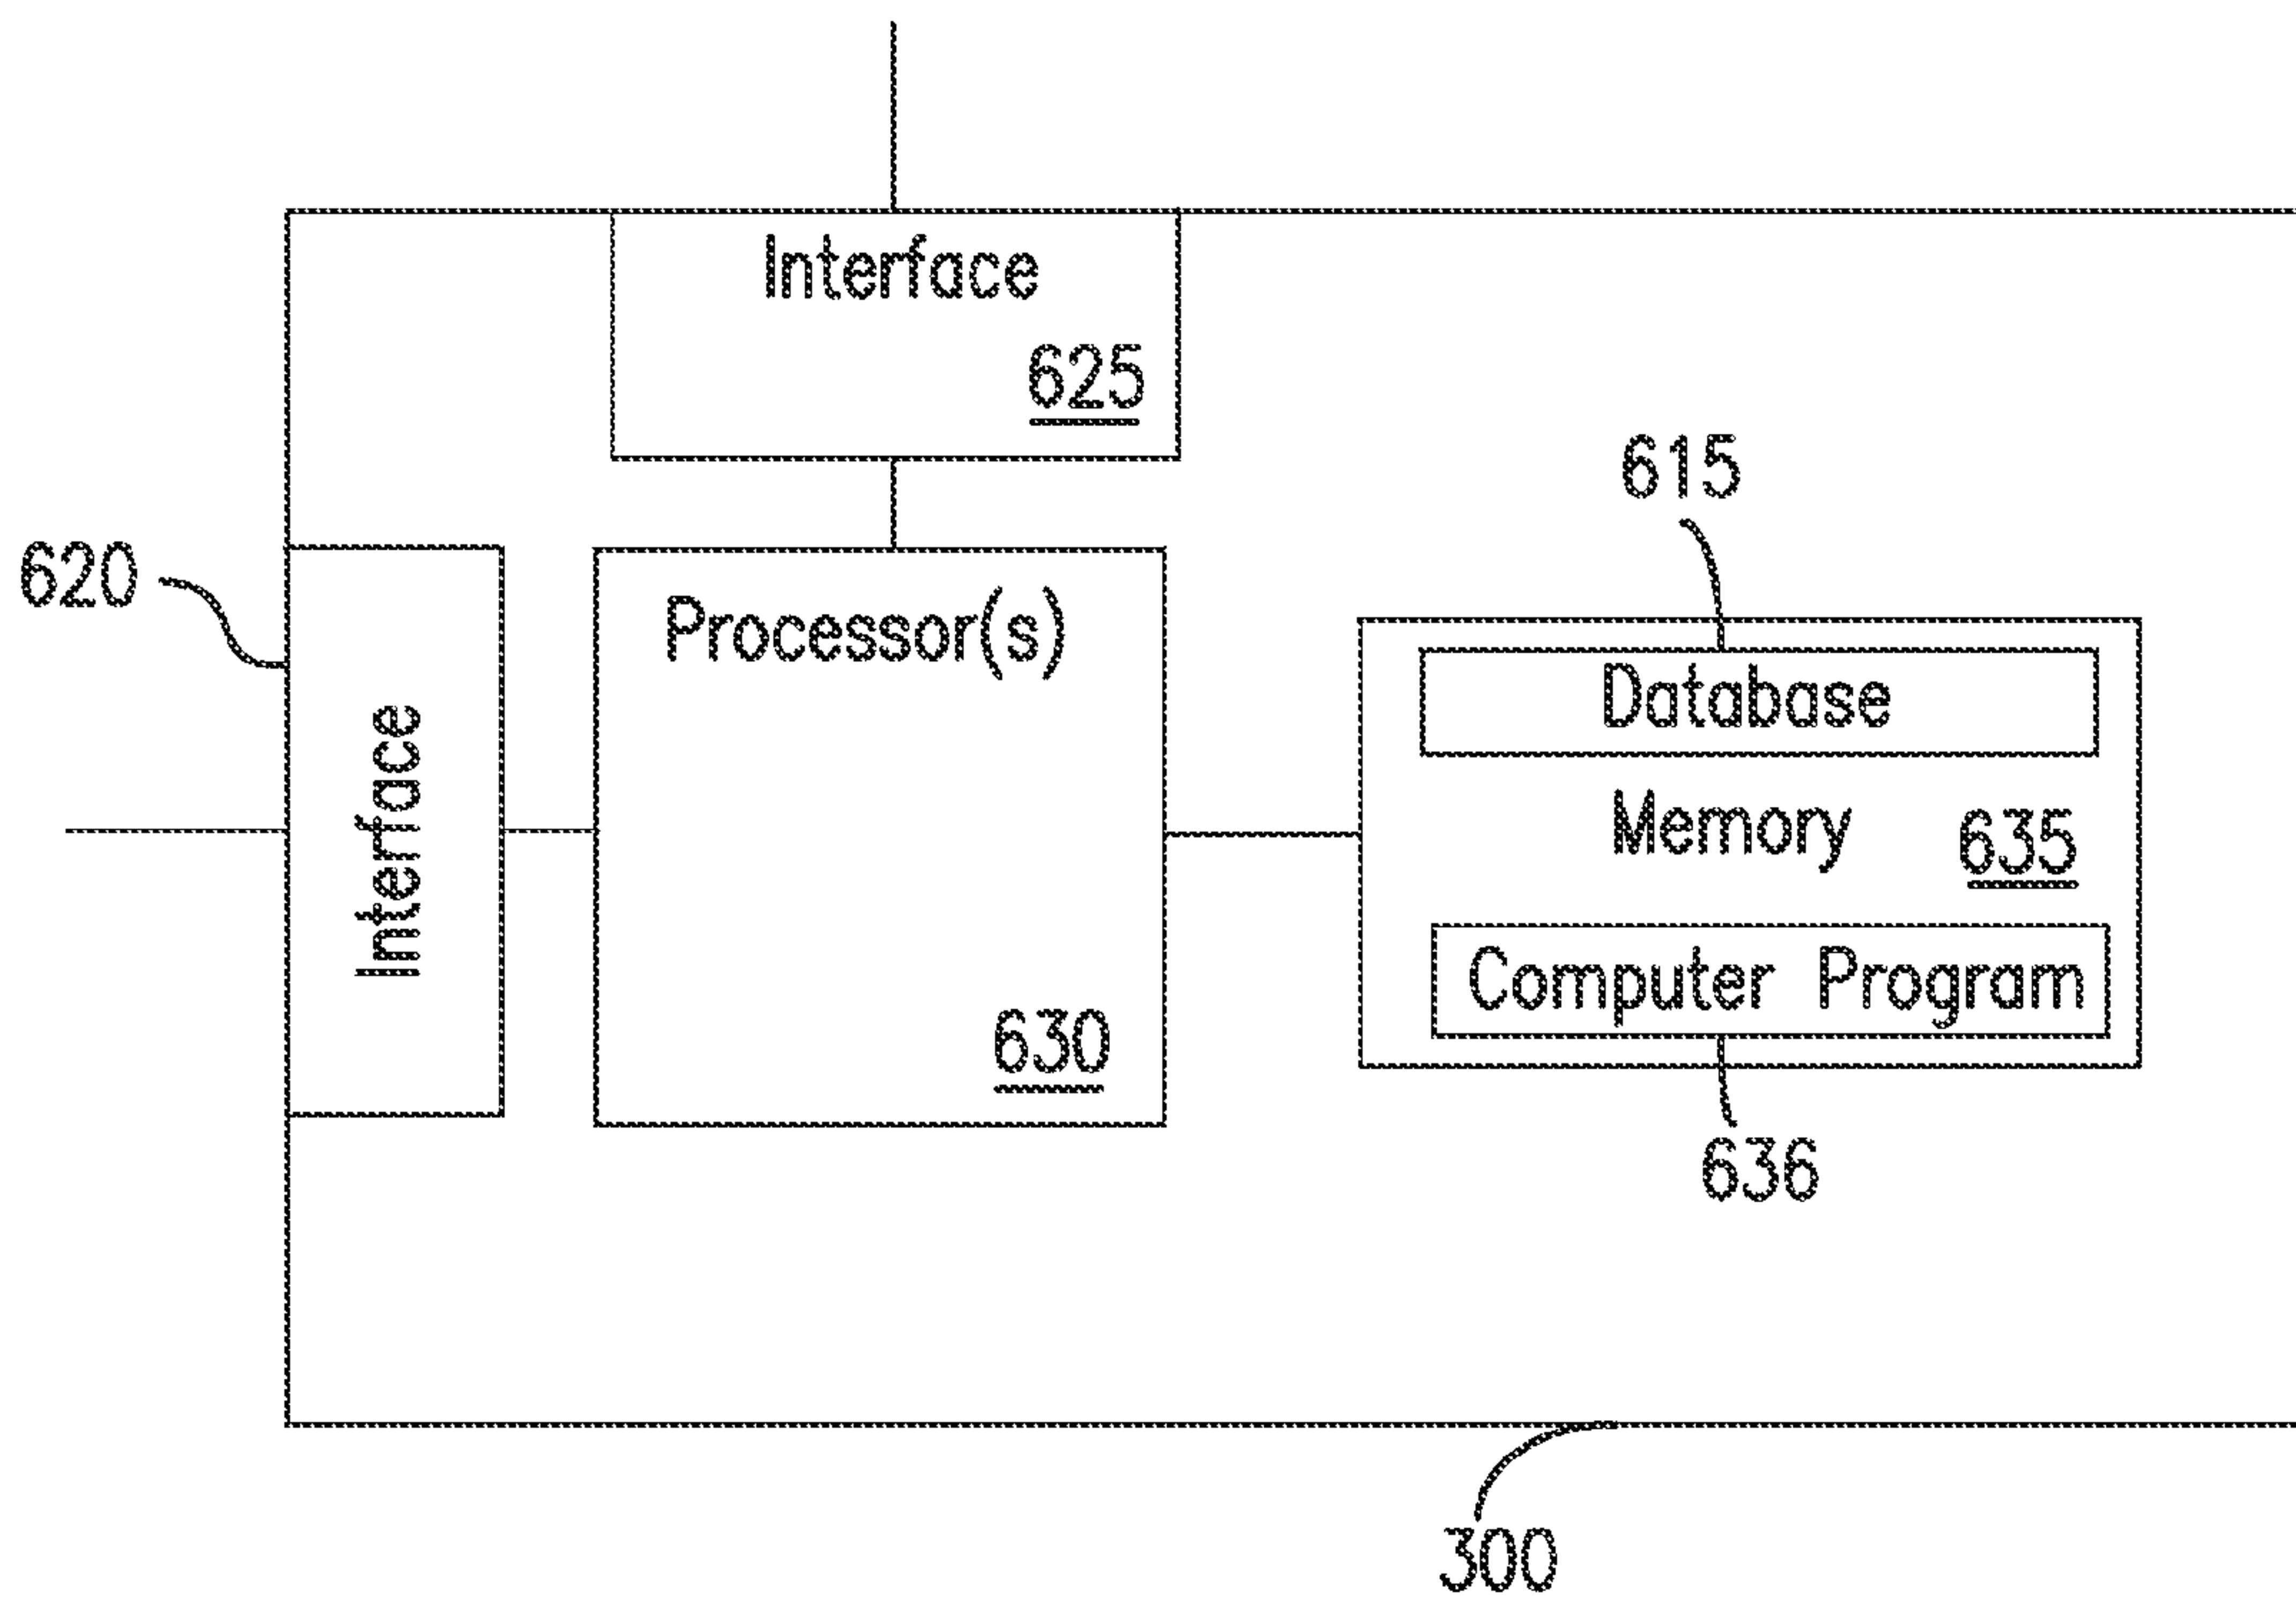 Interface
625
615
620
Processor(s)
Database
Interface
Memory
635
Computer Program
630
636
300